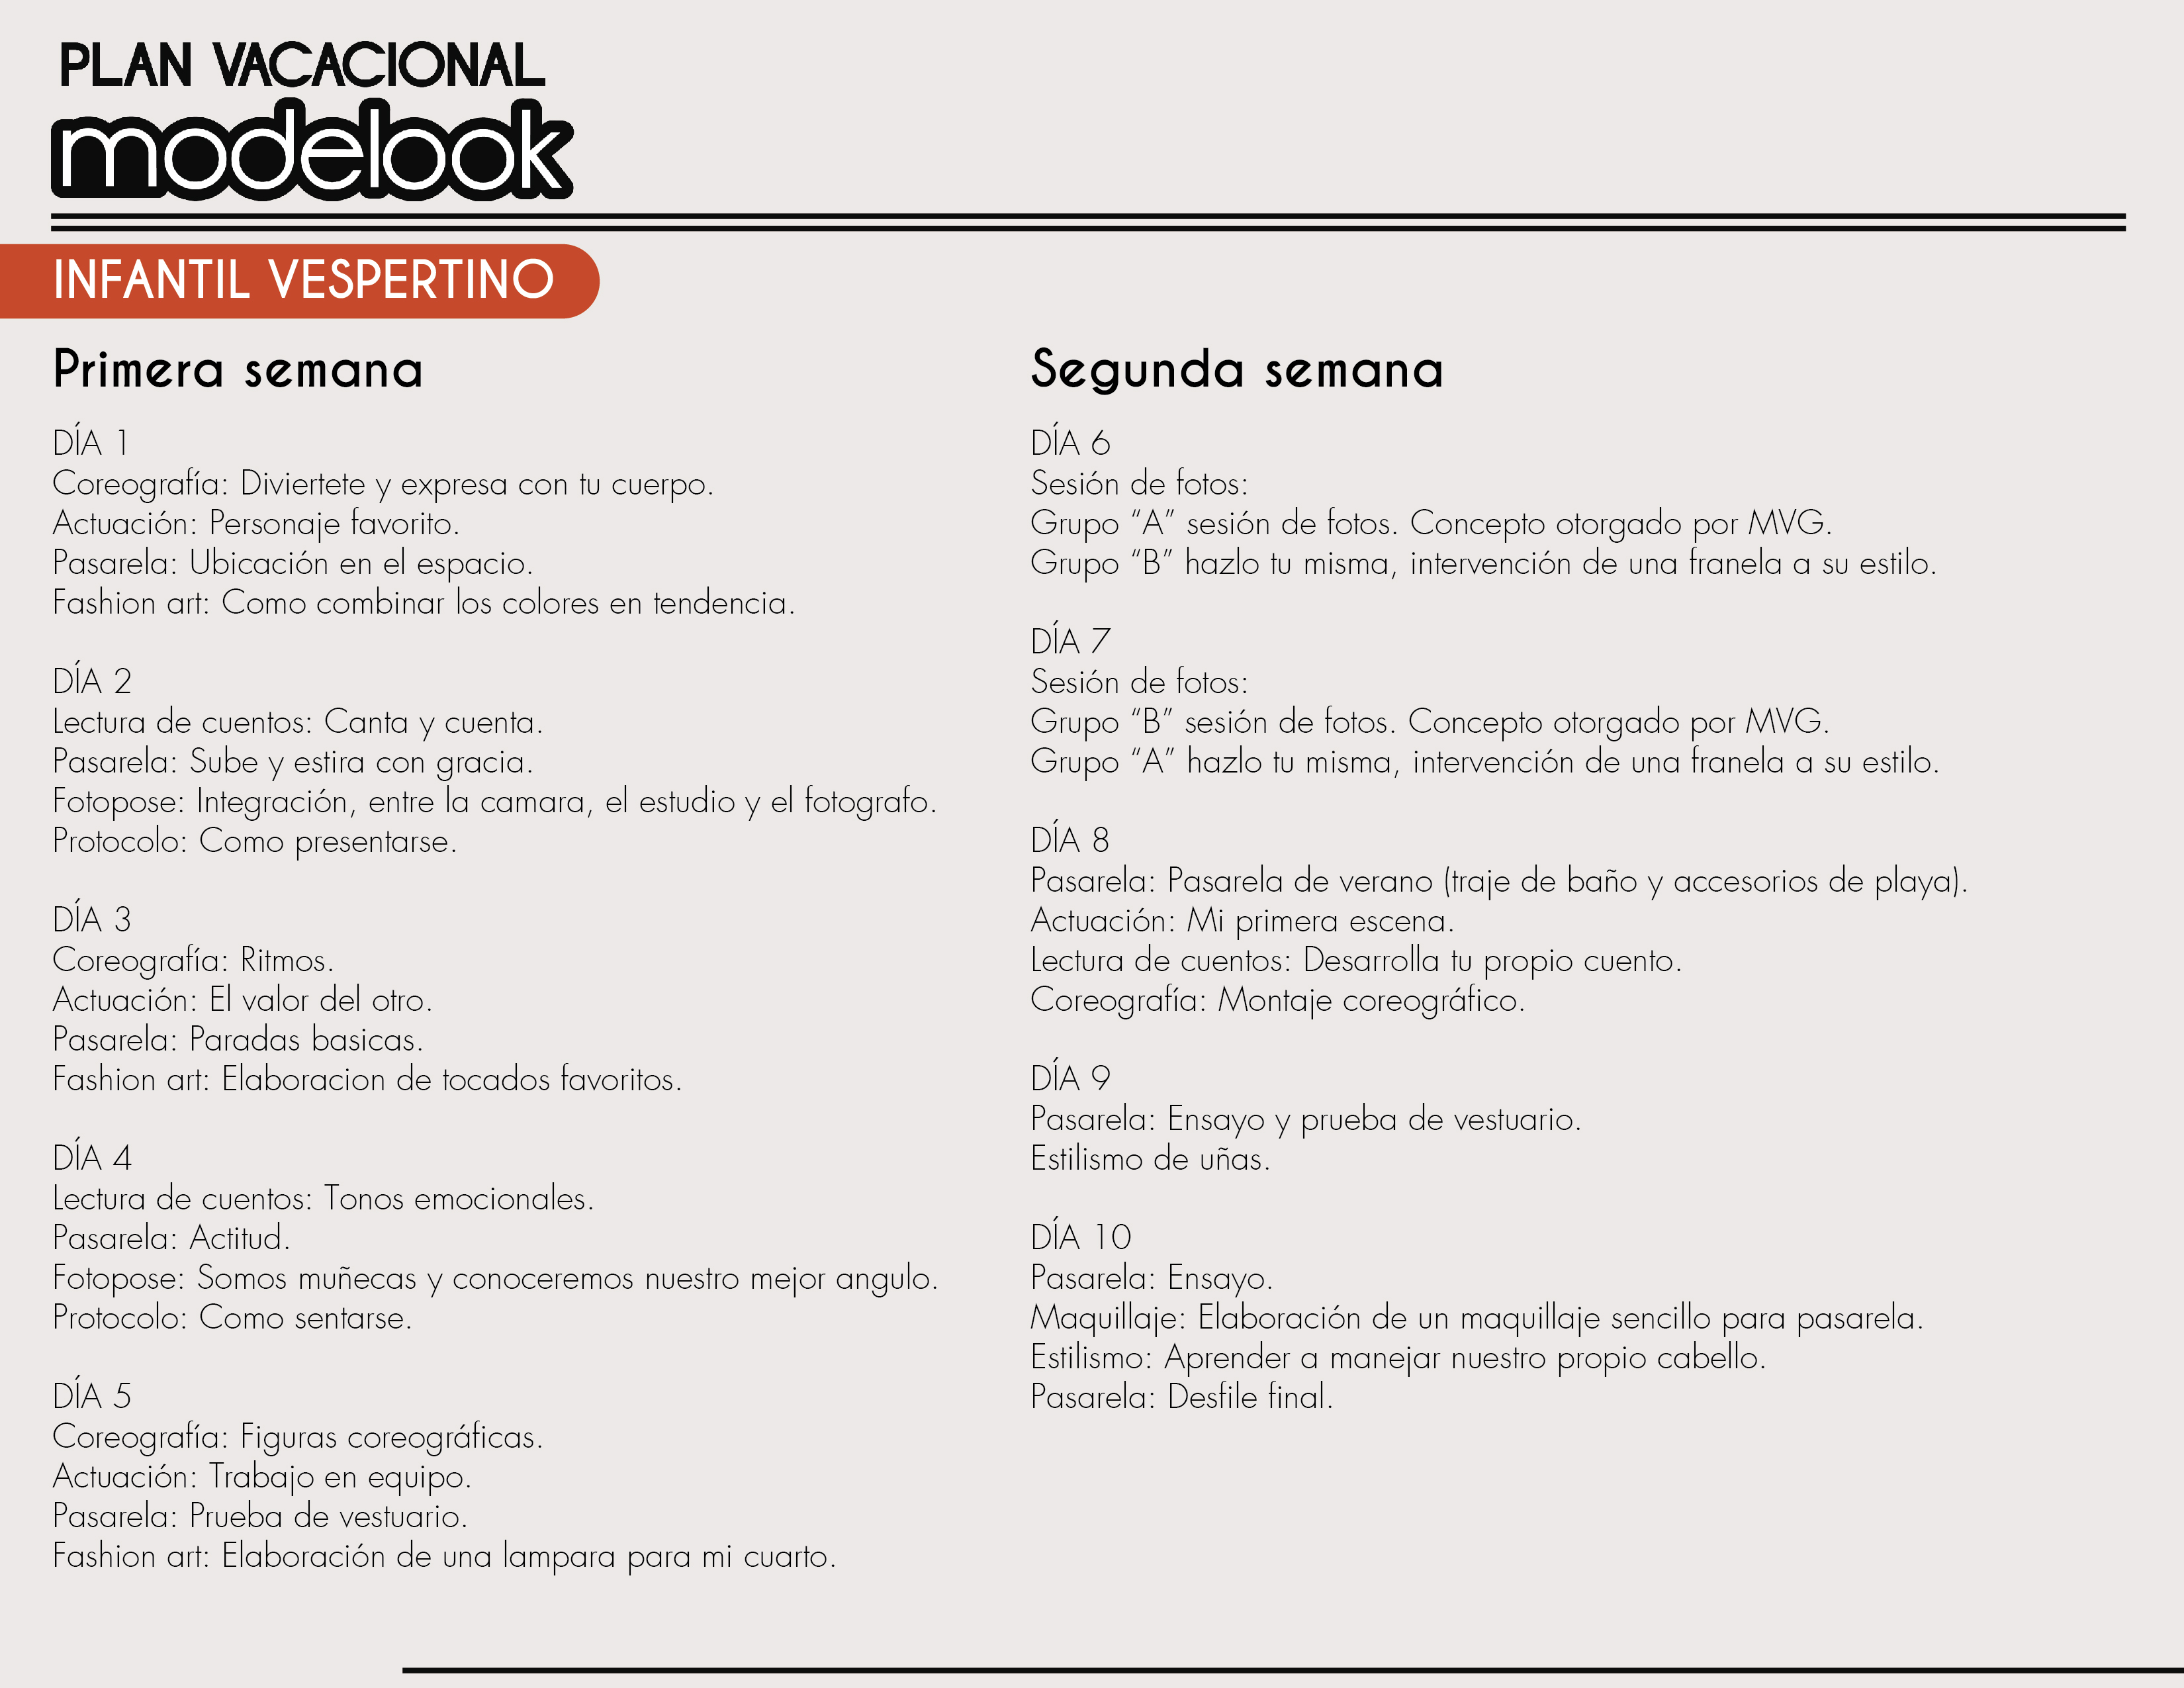 PLAN VACACIONAL
modelook
INFANTIL VESPERTINO
Primera semana
DÍA 1
Coreografía: Diviertete y expresa con tu cuerpo.
Actuación: Personaje favorito.
Pasarela: Ubicación en el espacio.
Fashion art: Como combinar los colores en tendencia.
DÍA 2
Lectura de cuentos: Canta y cuenta.
Pasarela: Sube y estira con gracia.
Fotopose: Integración, entre la camara, el estudio y el fotografo.
Protocolo: Como presentarse.
DÍA 3
Coreografía: Ritmos.
Actuación: El valor del otro.
Pasarela: Paradas basicas.
Fashion art: Elaboracion de tocados favoritos.
DÍA 4
Lectura de cuentos: Tonos emocionales.
Pasarela: Actitud.
Fotopose: Somos muñecas y conoceremos nuestro mejor angulo.
Protocolo: Como sentarse.
DÍA 5
Coreografía: Figuras coreográficas.
Actuación: Trabajo en equipo.
Pasarela: Prueba de vestuario.
Fashion art: Elaboración de una lampara para mi cuarto.
Segunda semana
DÍA 6
Sesión de fotos:
Grupo “A” sesión de fotos. Concepto otorgado por MVG.
Grupo “B” hazlo tu misma, intervención de una franela a su estilo.
DÍA 7
Sesión de fotos:
Grupo “B” sesión de fotos. Concepto otorgado por MVG.
Grupo “A” hazlo tu misma, intervención de una franela a su estilo.
DÍA 8
Pasarela: Pasarela de verano (traje de baño y accesorios de playa).
Actuación: Mi primera escena.
Lectura de cuentos: Desarrolla tu propio cuento.
Coreografía: Montaje coreográfico.
DÍA 9
Pasarela: Ensayo y prueba de vestuario.
Estilismo de uñas.
DÍA 10
Pasarela: Ensayo.
Maquillaje: Elaboración de un maquillaje sencillo para pasarela.
Estilismo: Aprender a manejar nuestro propio cabello.
Pasarela: Desfile final.